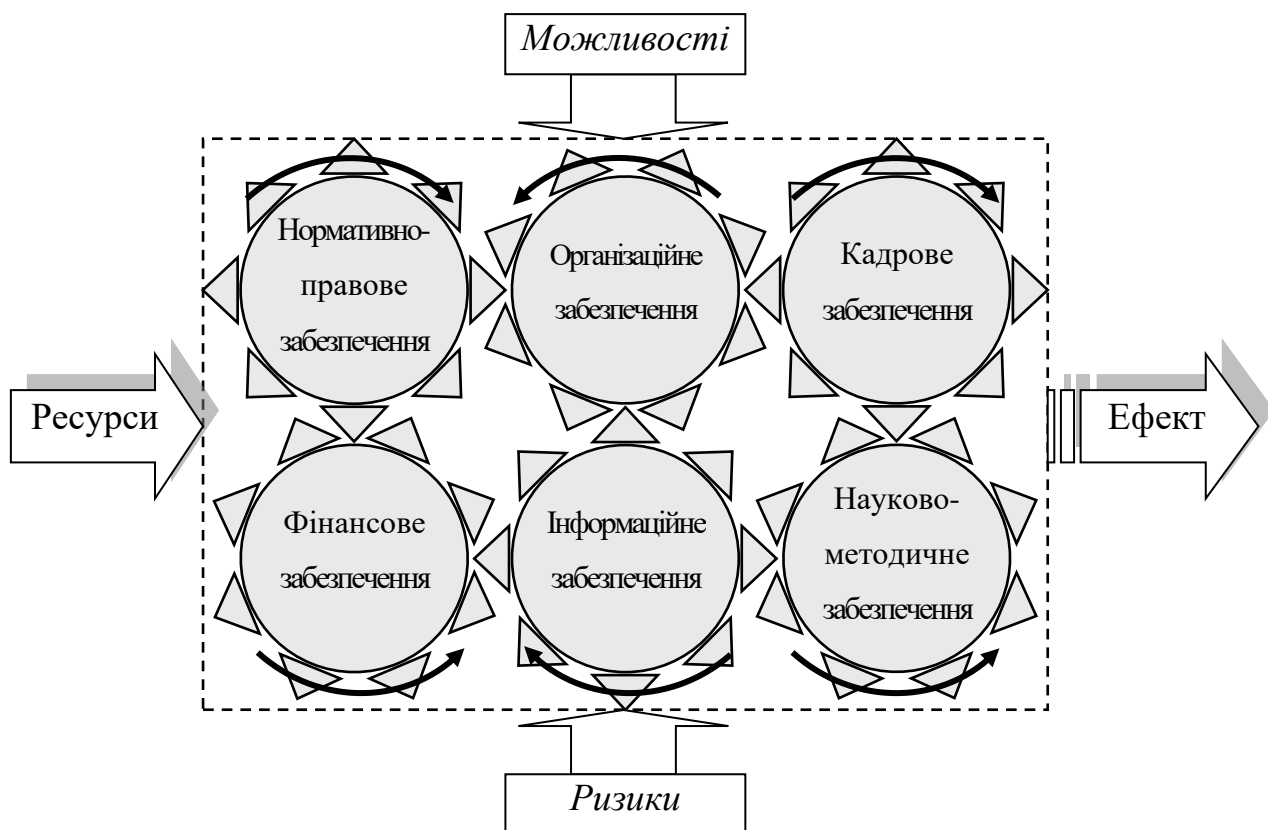 Можливості
Нормативно-
правове
забезпечення
Організаційне
забезпечення
Кадрове
забезпечення
Ресурси
Ефект
Фінансове
забезпечення
Інформаційне
забезпечення
Науково-
методичне
забезпечення
Ризики